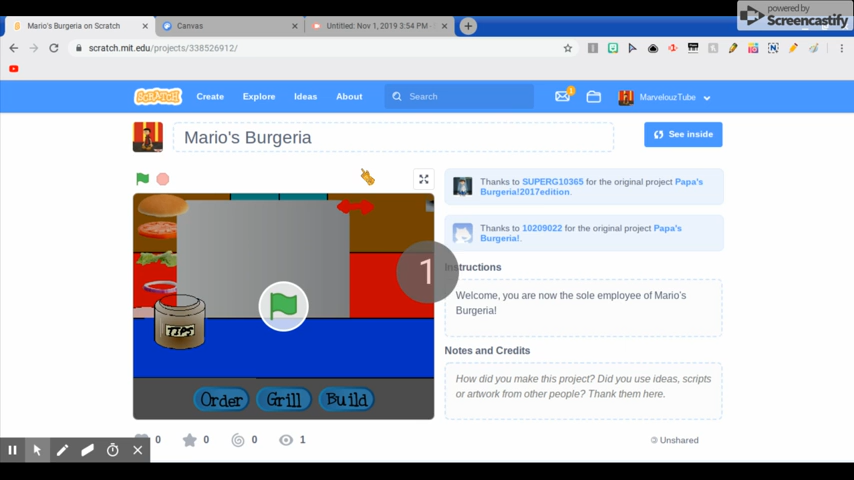 powered by
Screencastify
Mario's Burgeria on Scratch
Canvas
Untitled: Nov 1, 2019 3:54 PM -
scratch.mit.edu/projects/338526912/
SCRATCH
Create
Explore
Ideas
About
Search
1
MarvelouzTube
Mario's Burgeria
See inside
Thanks to SUPERG10365 for the original project Papa's
Burgeria!2017edition.
Thanks to 10209022 for the original project Papa's
Burgeria!.
1
Instructions
Welcome, you are now the sole employee of Mario's
Burgeria!
TIPS
Notes and Credits
How did you make this project? Did you use ideas, scripts
or artwork from other people? Thank them here.
Order
Grill
Build
0
0
0
1
Unshared